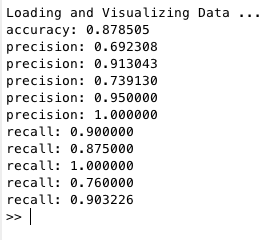 Loading and Visualizing Data ...
accuracy: 0.878505
precision: 0.692308
precision: 0.913043
precision: 0.739130
precision: 0.950000
precision: 1.000000
recall: 0.900000
recall: 0.875000
recall: 1.000000
recall: 0.760000
recall: 0.903226
>>